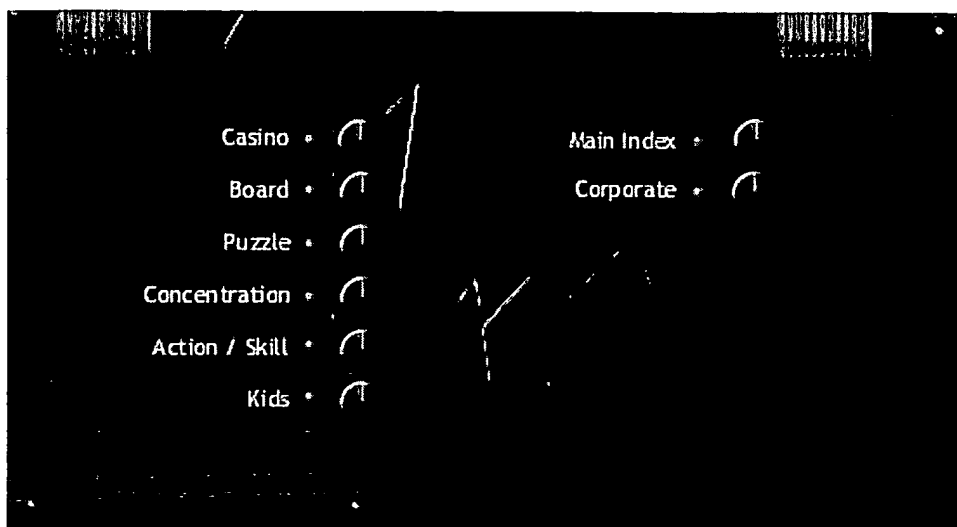 Casino
Board
Puzzle
Concentration
Action / Skill
Kids
Main Index
Corporate